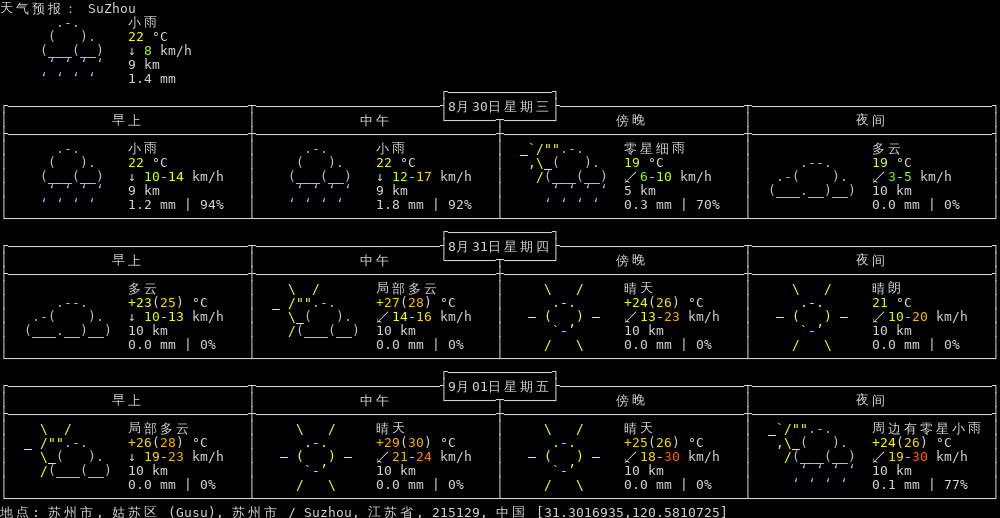 天气预报： SuZhou
小雨
22 °C
↓ 8 km/h
9 km
1.4 mm
8月30日星期三
早上 中午 傍晚 夜间
小雨 小雨 零星细雨 多云
22 °C 22 °C 19 °C 19 °C
↓ 10-14 km/h ↓ 12-17 km/h ↙ 6-10 km/h ↙ 3-5 km/h
9 km 9 km 5 km 10 km
1.2 mm | 94% 1.8 mm | 92% 0.3 mm | 70% 0.0 mm | 0%
8月31日星期四
早上 中午 傍晚 夜间
多云 局部多云 晴天 晴朗
+23(25) °C +27(28) °C +24(26) °C 21 °C
↓ 10-13 km/h ↙ 14-16 km/h ↙ 13-23 km/h ↙ 10-20 km/h
10 km 10 km 10 km 10 km
0.0 mm | 0% 0.0 mm | 0% 0.0 mm | 0% 0.0 mm | 0%
9月01日星期五
早上 中午 傍晚 夜间
局部多云 晴天 晴天 周边有零星小雨
+26(28) °C +29(30) °C +25(26) °C +24(26) °C
↓ 19-23 km/h ↙ 21-24 km/h ↙ 18-30 km/h ↙ 19-30 km/h
10 km 10 km 10 km 10 km
0.0 mm | 0% 0.0 mm | 0% 0.0 mm | 0% 0.1 mm | 77%
地点: 苏州市, 姑苏区 (Gusu), 苏州市 / Suzhou, 江苏省, 215129, 中国 [31.3016935,120.5810725]